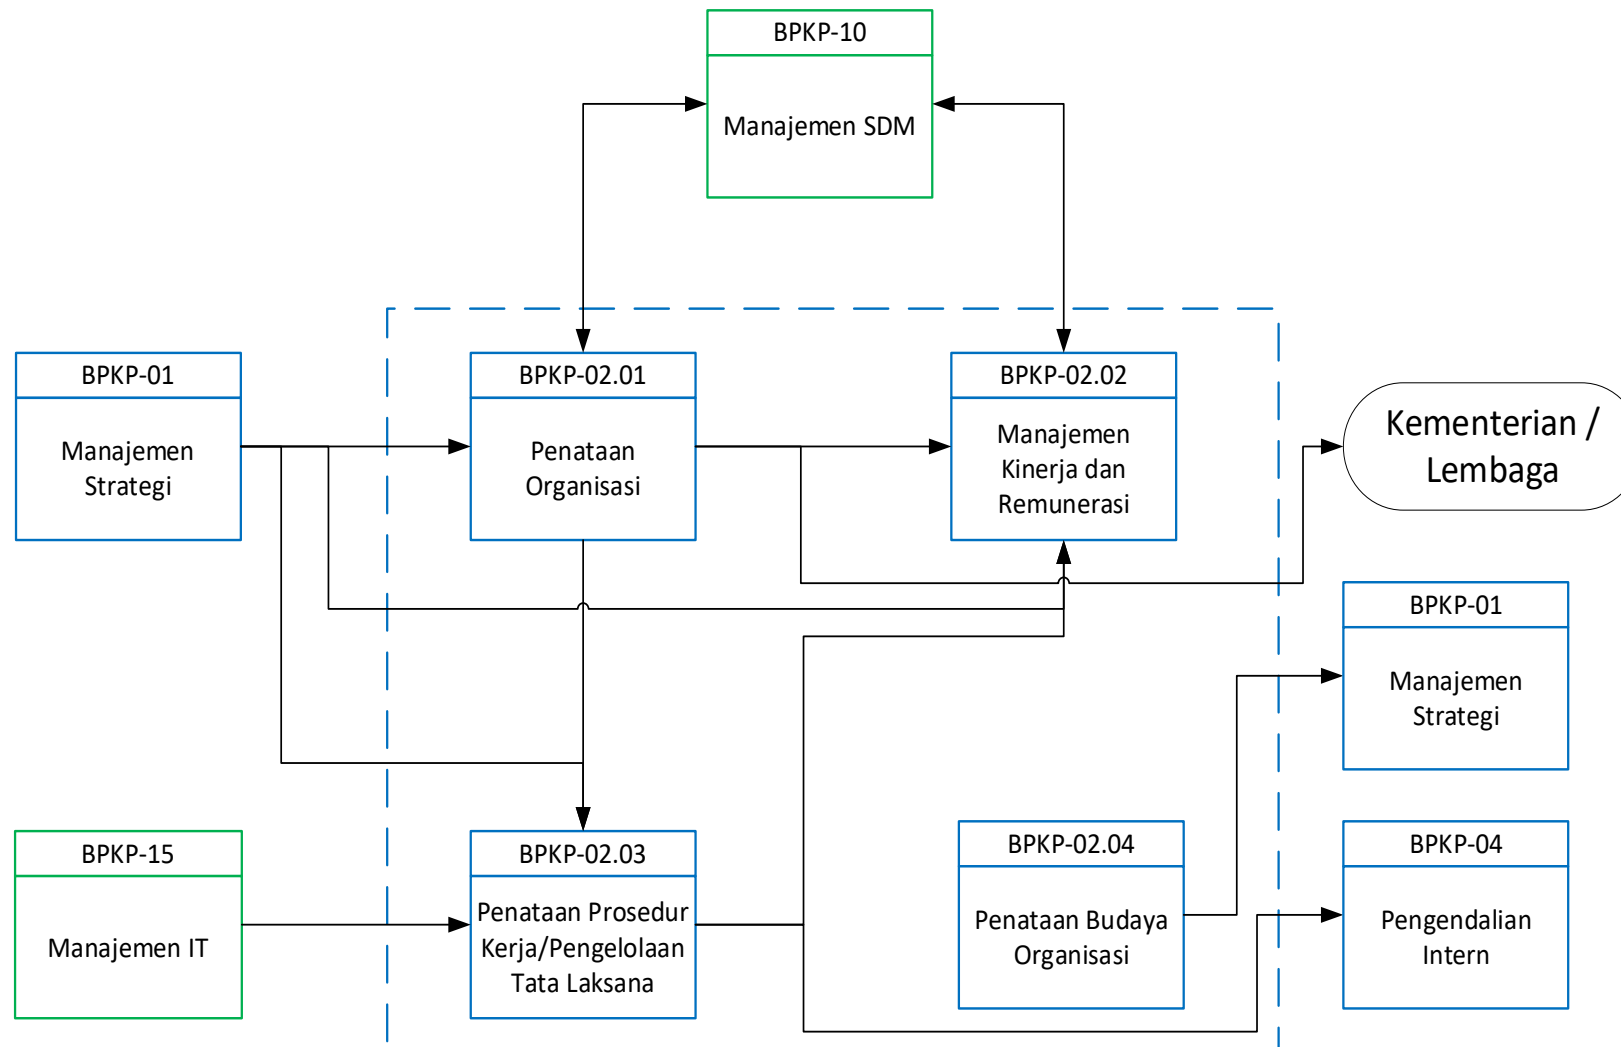 BPKP-10
Manajemen SDM
BPKP-01
Manajemen
Strategi
BPKP-02.01
Penataan
Organisasi
BPKP-02.02
Manajemen
Kinerja dan
Remunerasi
Kementerian /
Lembaga
BPKP-01
Manajemen
Strategi
BPKP-15
Manajemen IT
BPKP-02.03
Penataan Prosedur
Kerja/Pengelolaan
Tata Laksana
BPKP-02.04
Penataan Budaya
Organisasi
BPKP-04
Pengendalian
Intern